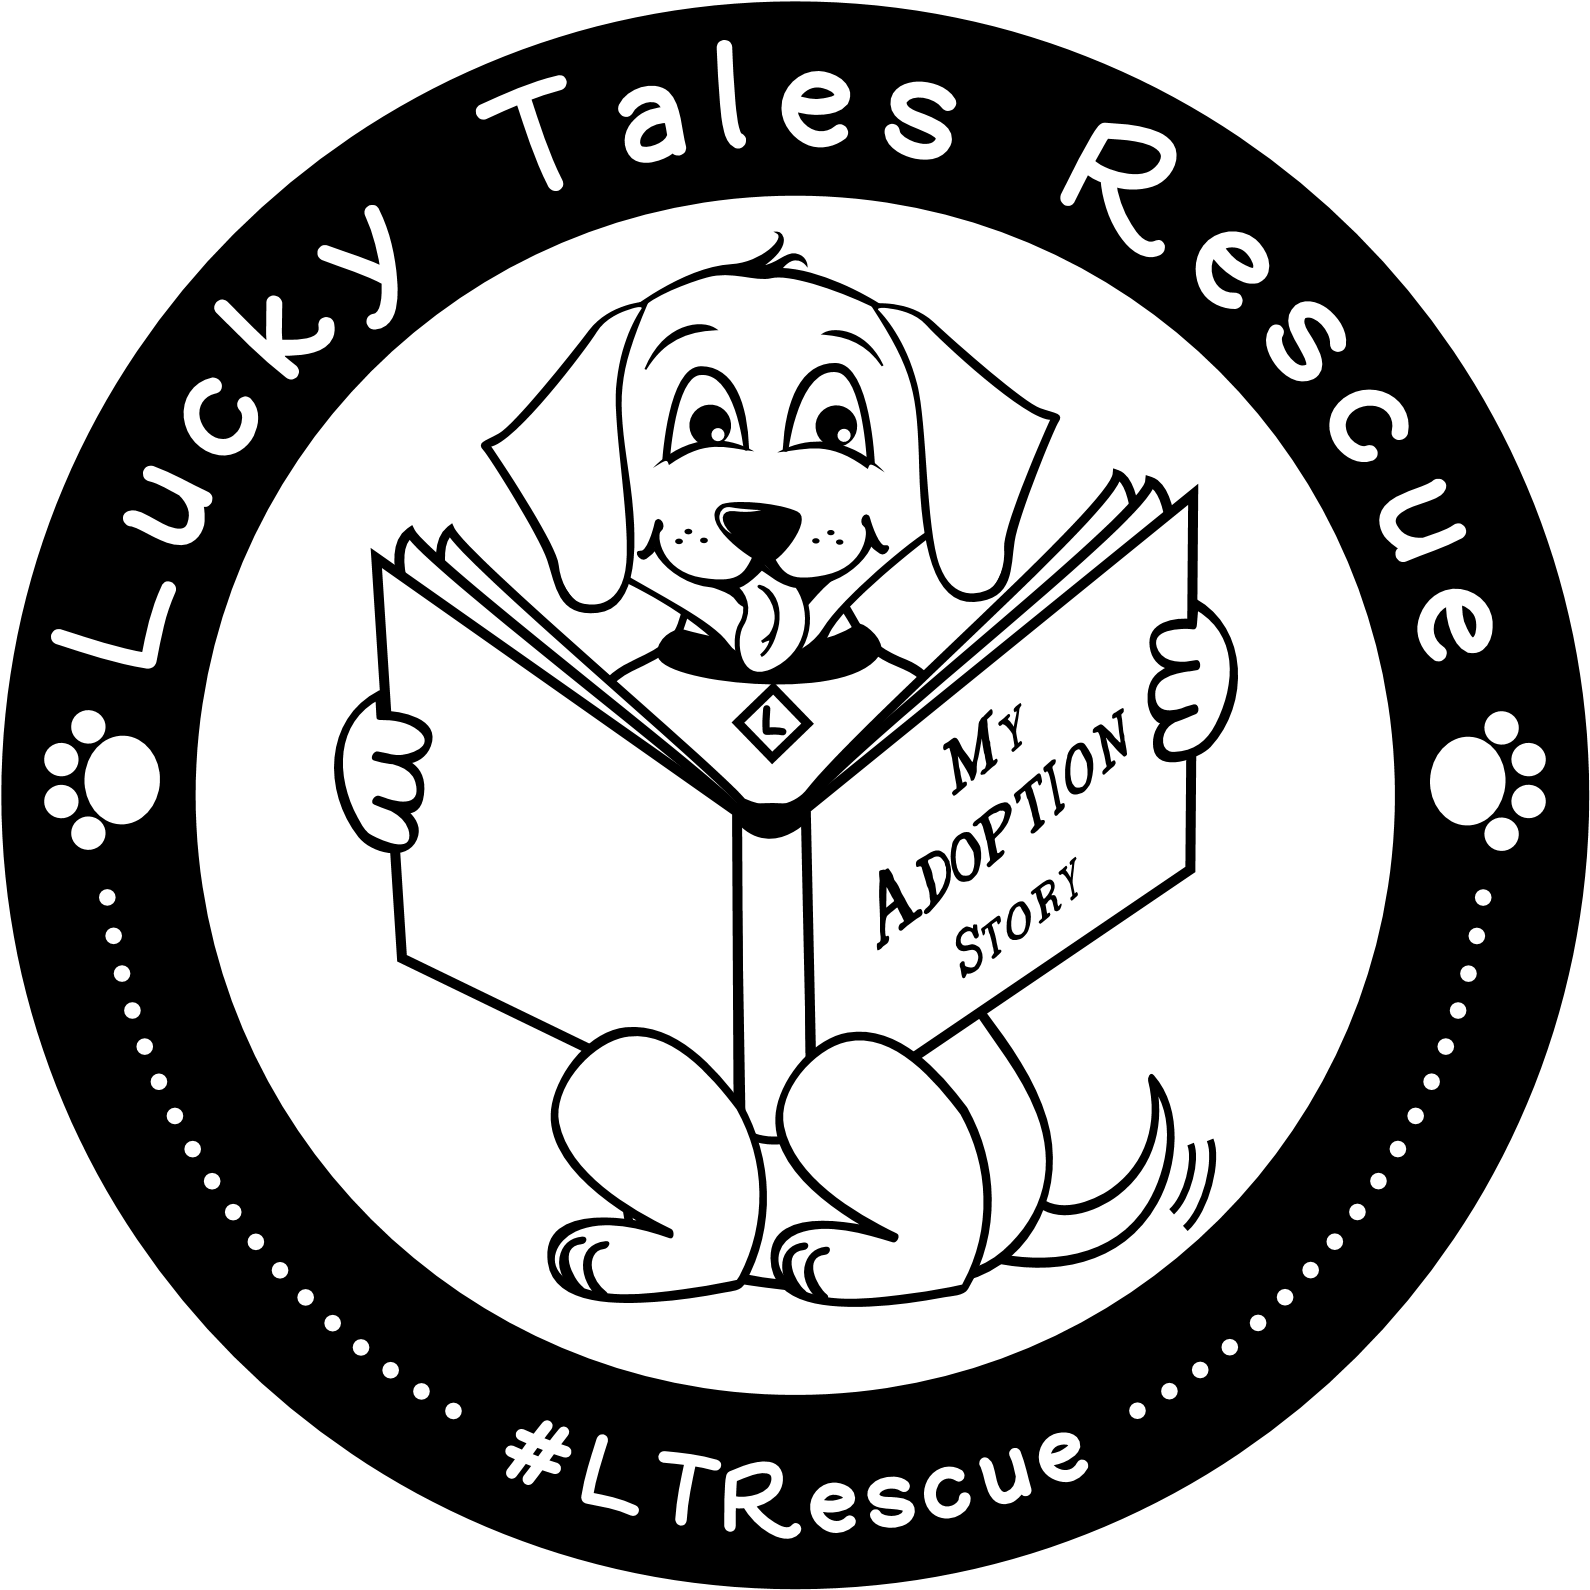 Lucky Tales Rescue
L
My
Adoption
Story
#LTRescue